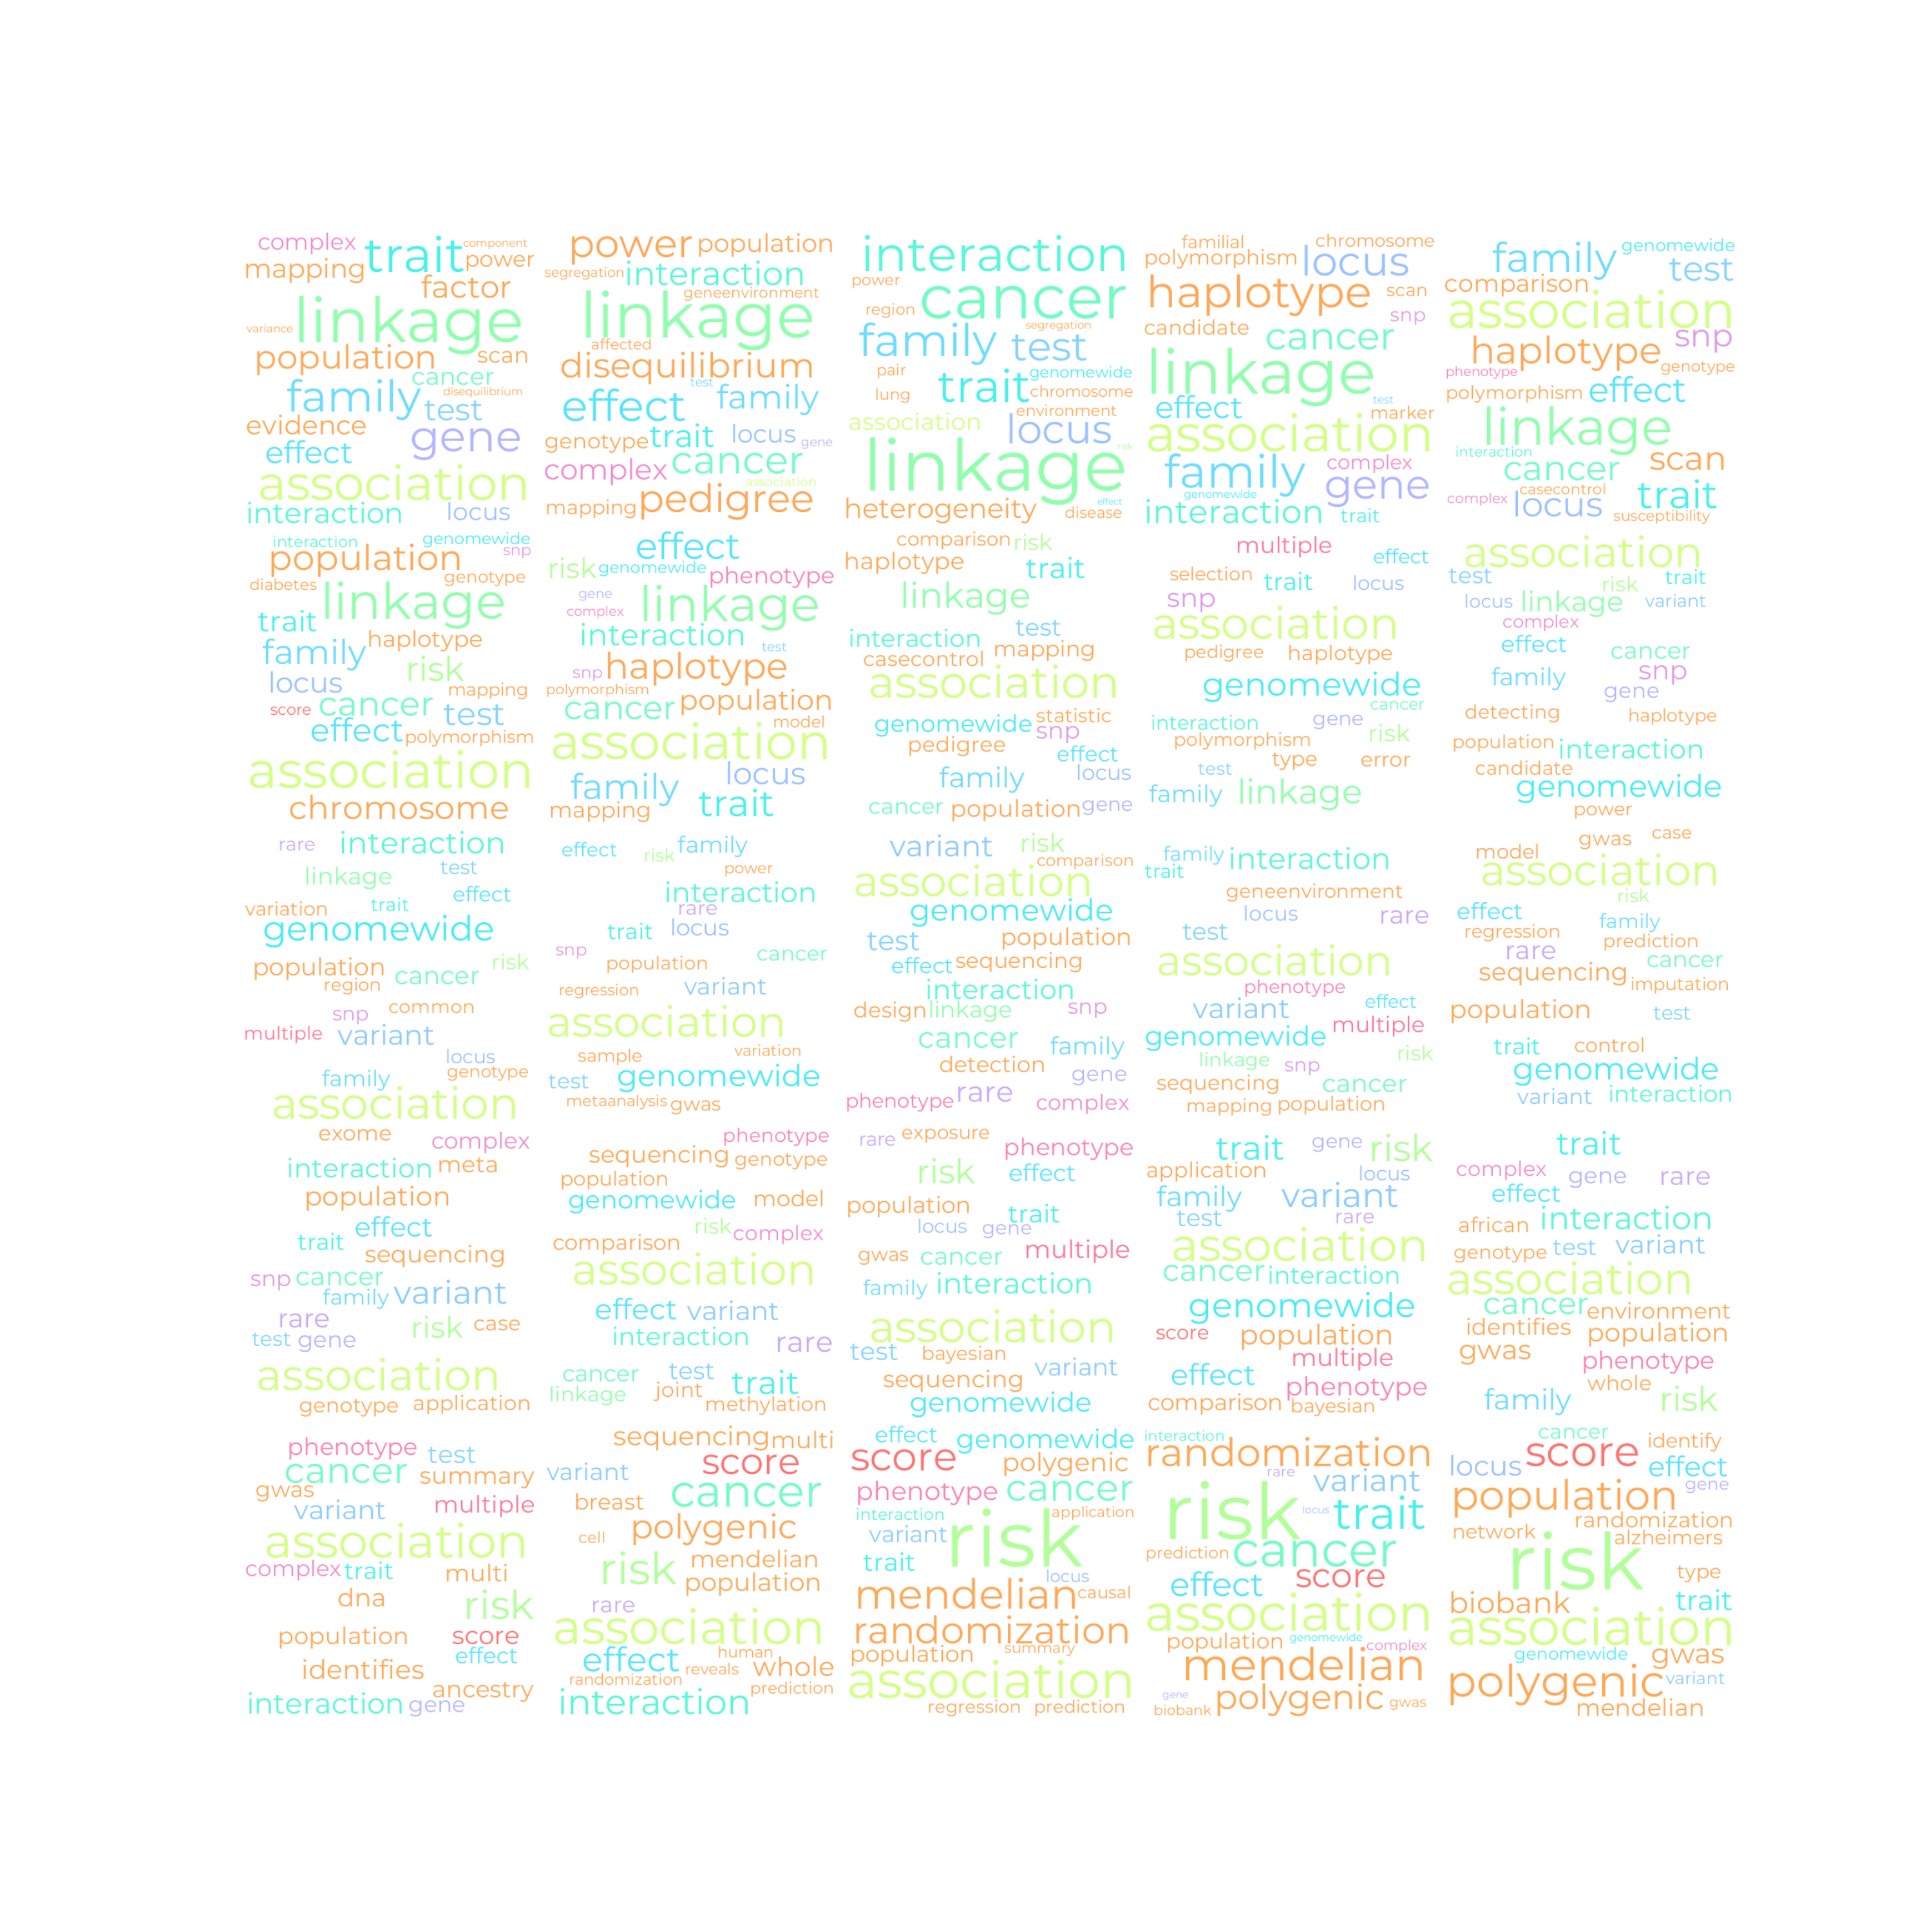 complex trait component
mapping power
factor
linkage
variance
population scan
cancer
family disequilibrium
test
evidence gene
effect
association
interaction locus
power population
segregation interaction
geneenvironment
linkage
affected
disequilibrium
test
effect family
genotype trait locus gene
complex cancer
association
mapping pedigree
interaction
power cancer
region
segregation
family test
pair genomewide
lung trait chromosome
environment
association locus
risk
linkage
effect
heterogeneity disease
familial chromosome
polymorphism locus
haplotype scan
snp
candidate cancer
linkage
test
effect marker
association
family complex
gene
genomewide
interaction trait
family genomewide
test
comparison
association
snp
haplotype
phenotype genotype
polymorphism effect
linkage
interaction scan
cancer
complex casecontrol trait
locus susceptibility
interaction genomewide
population snp
diabetes genotype
linkage
trait
haplotype
family risk
locus mapping
score cancer test
effect polymorphism
association
chromosome
effect
risk genomewide phenotype
gene linkage
complex
interaction test
snp haplotype
polymorphism
cancer population
model
association
family locus
mapping trait
comparison risk
haplotype trait
linkage
test
interaction mapping
casecontrol
association
genomewide statistic
snp
pedigree effect
family locus
cancer population gene
multiple
effect
selection trait locus
snp
association
pedigree haplotype
genomewide
cancer
interaction gene
polymorphism risk
type error
test
family linkage
association
test risk trait
locus linkage variant
complex
effect cancer
family snp
gene
detecting haplotype
population interaction
candidate
genomewide
power
rare interaction
linkage test
effect
variation trait
genomewide
population cancer risk
region
snp common
multiple variant
locus
family genotype
association
effect risk family
power
interaction
rare
trait locus
snp population cancer
regression variant
association
sample variation
test genomewide
metaanalysis gwas
variant risk
comparison
association
genomewide
test population
effect sequencing
interaction
design linkage snp
cancer family
detection gene
phenotype rare complex
family interaction
trait
geneenvironment
locus rare
test
association
phenotype
variant effect
genomewide multiple
linkage snp risk
sequencing cancer
mapping population
gwas case
model
association
risk
effect family
regression prediction
rare cancer
sequencing imputation
population test
trait control
genomewide
variant interaction
exome complex
interaction meta
population
effect
trait sequencing
snp cancer
family variant
rare
test gene risk case
association
genotype application
phenotype
sequencing genotype
population
genomewide model
risk complex
comparison
association
effect variant
interaction rare
cancer test
linkage joint trait
methylation
rare exposure phenotype
risk effect
population trait
locus gene
gwas cancer multiple
family interaction
association
test bayesian variant
sequencing
genomewide
trait gene risk
application locus
family variant
test rare
association
cancer interaction
genomewide
score population
multiple
effect phenotype
comparison bayesian
trait
complex gene rare
effect
african interaction
genotype test variant
association
cancer environment
identifies population
gwas phenotype
whole
family risk
phenotype test
cancer summary
gwas
variant multiple
association
complex trait multi
dna risk
population score
effect
identifies
ancestry
interaction gene
sequencing multi
variant score
breast cancer
cell polygenic
risk mendelian
population
rare
association
effect human
reveals whole
randomization prediction
interaction
effect genomewide
score polygenic
phenotype cancer
interaction application
variant risk
trait
locus
mendelian causal
randomization
population summary
association
regression prediction
interaction
randomization
rare variant
risk locus trait
prediction cancer
effect score
association
population genomewide complex
mendelian
gene polygenic gwas
biobank
cancer
score identify
locus effect
population gene
randomization
network alzheimers
risk type
biobank trait
association
genomewide gwas
polygenic variant
mendelian